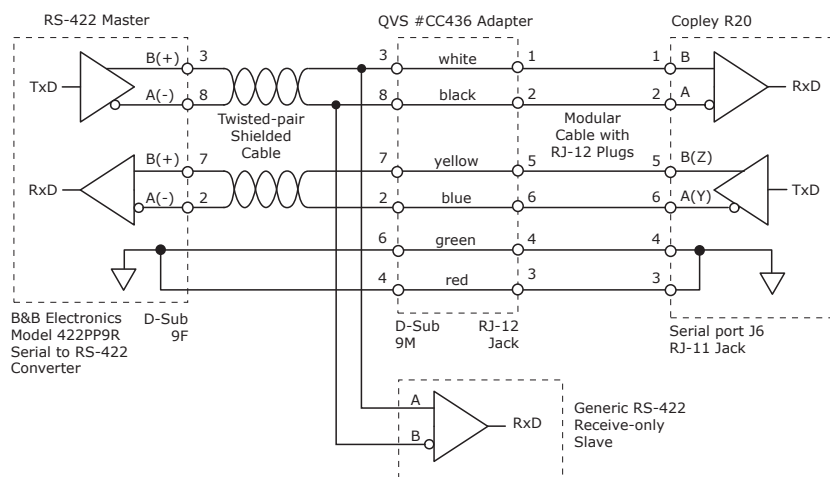 RS-422 Master
QVS #CC436 Adapter
Copley R20
TxD
B(+)
3
A(-)
8
Twisted-pair
Shielded
Cable
3
white
1
8
black
2
Modular
Cable with
RJ-12 Plugs
1
B
2
A
RxD
RxD
B(+)
7
A(-)
2
7
yellow
5
2
blue
6
5
B(Z)
6
A(Y)
TxD
6
green
4
4
4
red
3
3
B&B Electronics
Model 422PP9R
Serial to RS-422
Converter
D-Sub
9F
D-Sub
9M
RJ-12
Jack
Serial port J6
RJ-11 Jack
A
B
RxD
Generic RS-422
Receive-only
Slave